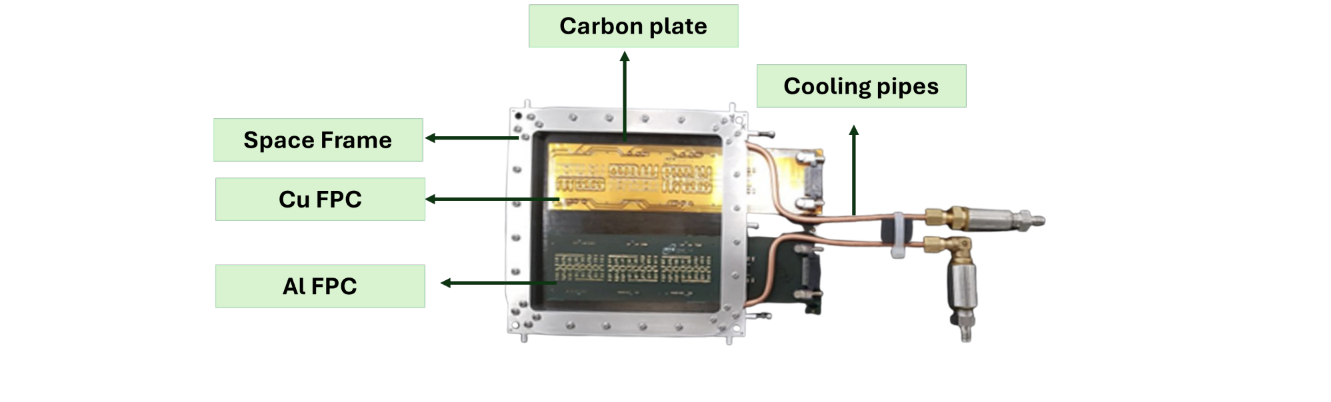 Carbon plate
Cooling pipes
Space Frame
Cu FPC
Al FPC